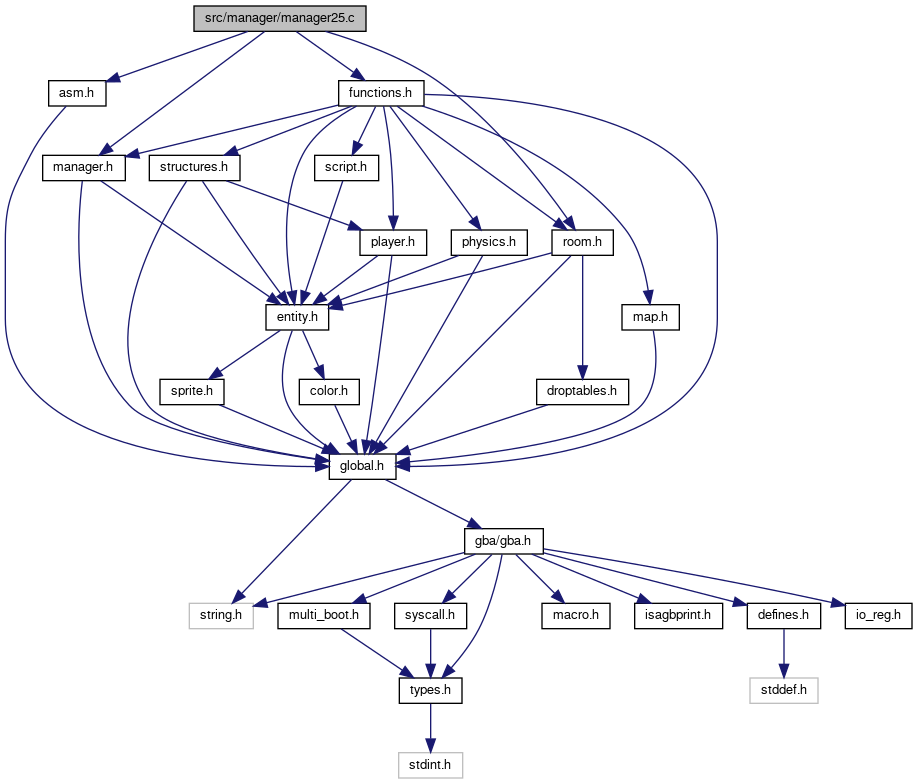 src/manager/manager25.c
asm.h
functions.h
manager.h
structures.h
script.h
player.h
physics.h
room.h
entity.h
map.h
sprite.h
color.h
droptables.h
global.h
gba/gba.h
string.h
multi_boot.h
syscall.h
macro.h
isagbprint.h
defines.h
io_reg.h
types.h
stddef.h
stdint.h